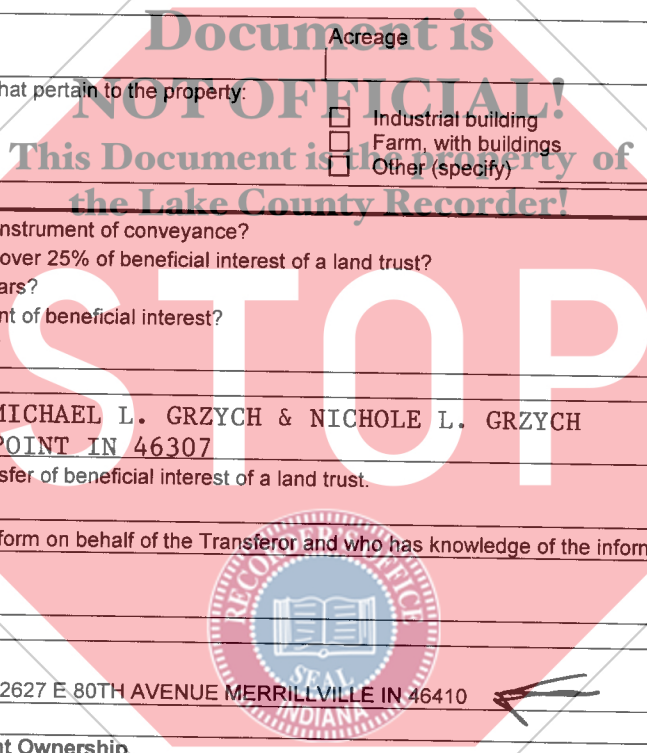 Document is
Acreage
hat pertain to the property:
NOT OFFICIAL!
Industrial building
Farm, with buildings
This Document is the property of
Other (specify)
the Lake County Recorder!
nstrument of conveyance?
over 25% of beneficial interest of a land trust?
ars?
nt of beneficial interest?
STOP
MICHAEL L. GRZYCH & NICHOLE L. GRZYCH
POINT IN 46307
sfer of beneficial interest of a land trust.
form on behalf of the Transferor and who has knowledge of the inform
RECORDER'S OFFICE
SEAL
INDIANA
2627 E 80TH AVENUE MERRILLVILLE IN 46410
nt Ownership